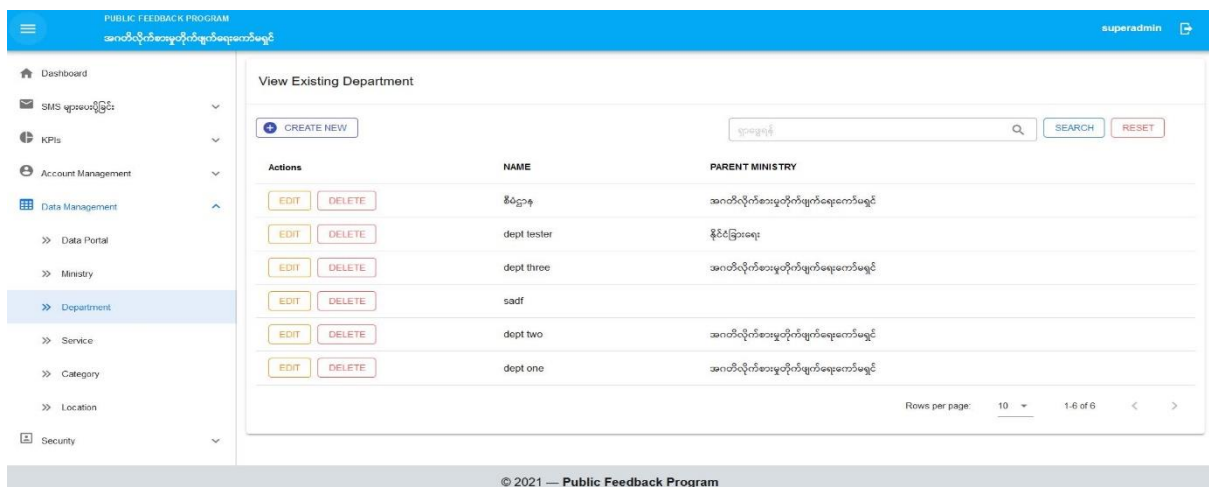 PUBLIC FEEDBACK PROGRAM
အဂတိလိုက်စားမှုတိုက်ဖျက်ရေးကော်မရှင်
superadmin
Dashboard
SMS များပေးပို့ခြင်း
KPIs
Account Management
Data Management
Data Portal
Ministry
Department
Service
Category
Location
Security
View Existing Department
CREATE NEW
ရှာဖွေရန်
SEARCH
RESET
Actions NAME PARENT MINISTRY
EDIT DELETE စီမံဌာန အဂတိလိုက်စားမှုတိုက်ဖျက်ရေးကော်မရှင်
EDIT DELETE dept tester နိုင်ငံခြားရေး
EDIT DELETE dept three အဂတိလိုက်စားမှုတိုက်ဖျက်ရေးကော်မရှင်
EDIT DELETE sadf
EDIT DELETE dept two အဂတိလိုက်စားမှုတိုက်ဖျက်ရေးကော်မရှင်
EDIT DELETE dept one အဂတိလိုက်စားမှုတိုက်ဖျက်ရေးကော်မရှင်
Rows per page: 10 1-6 of 6
© 2021 — Public Feedback Program